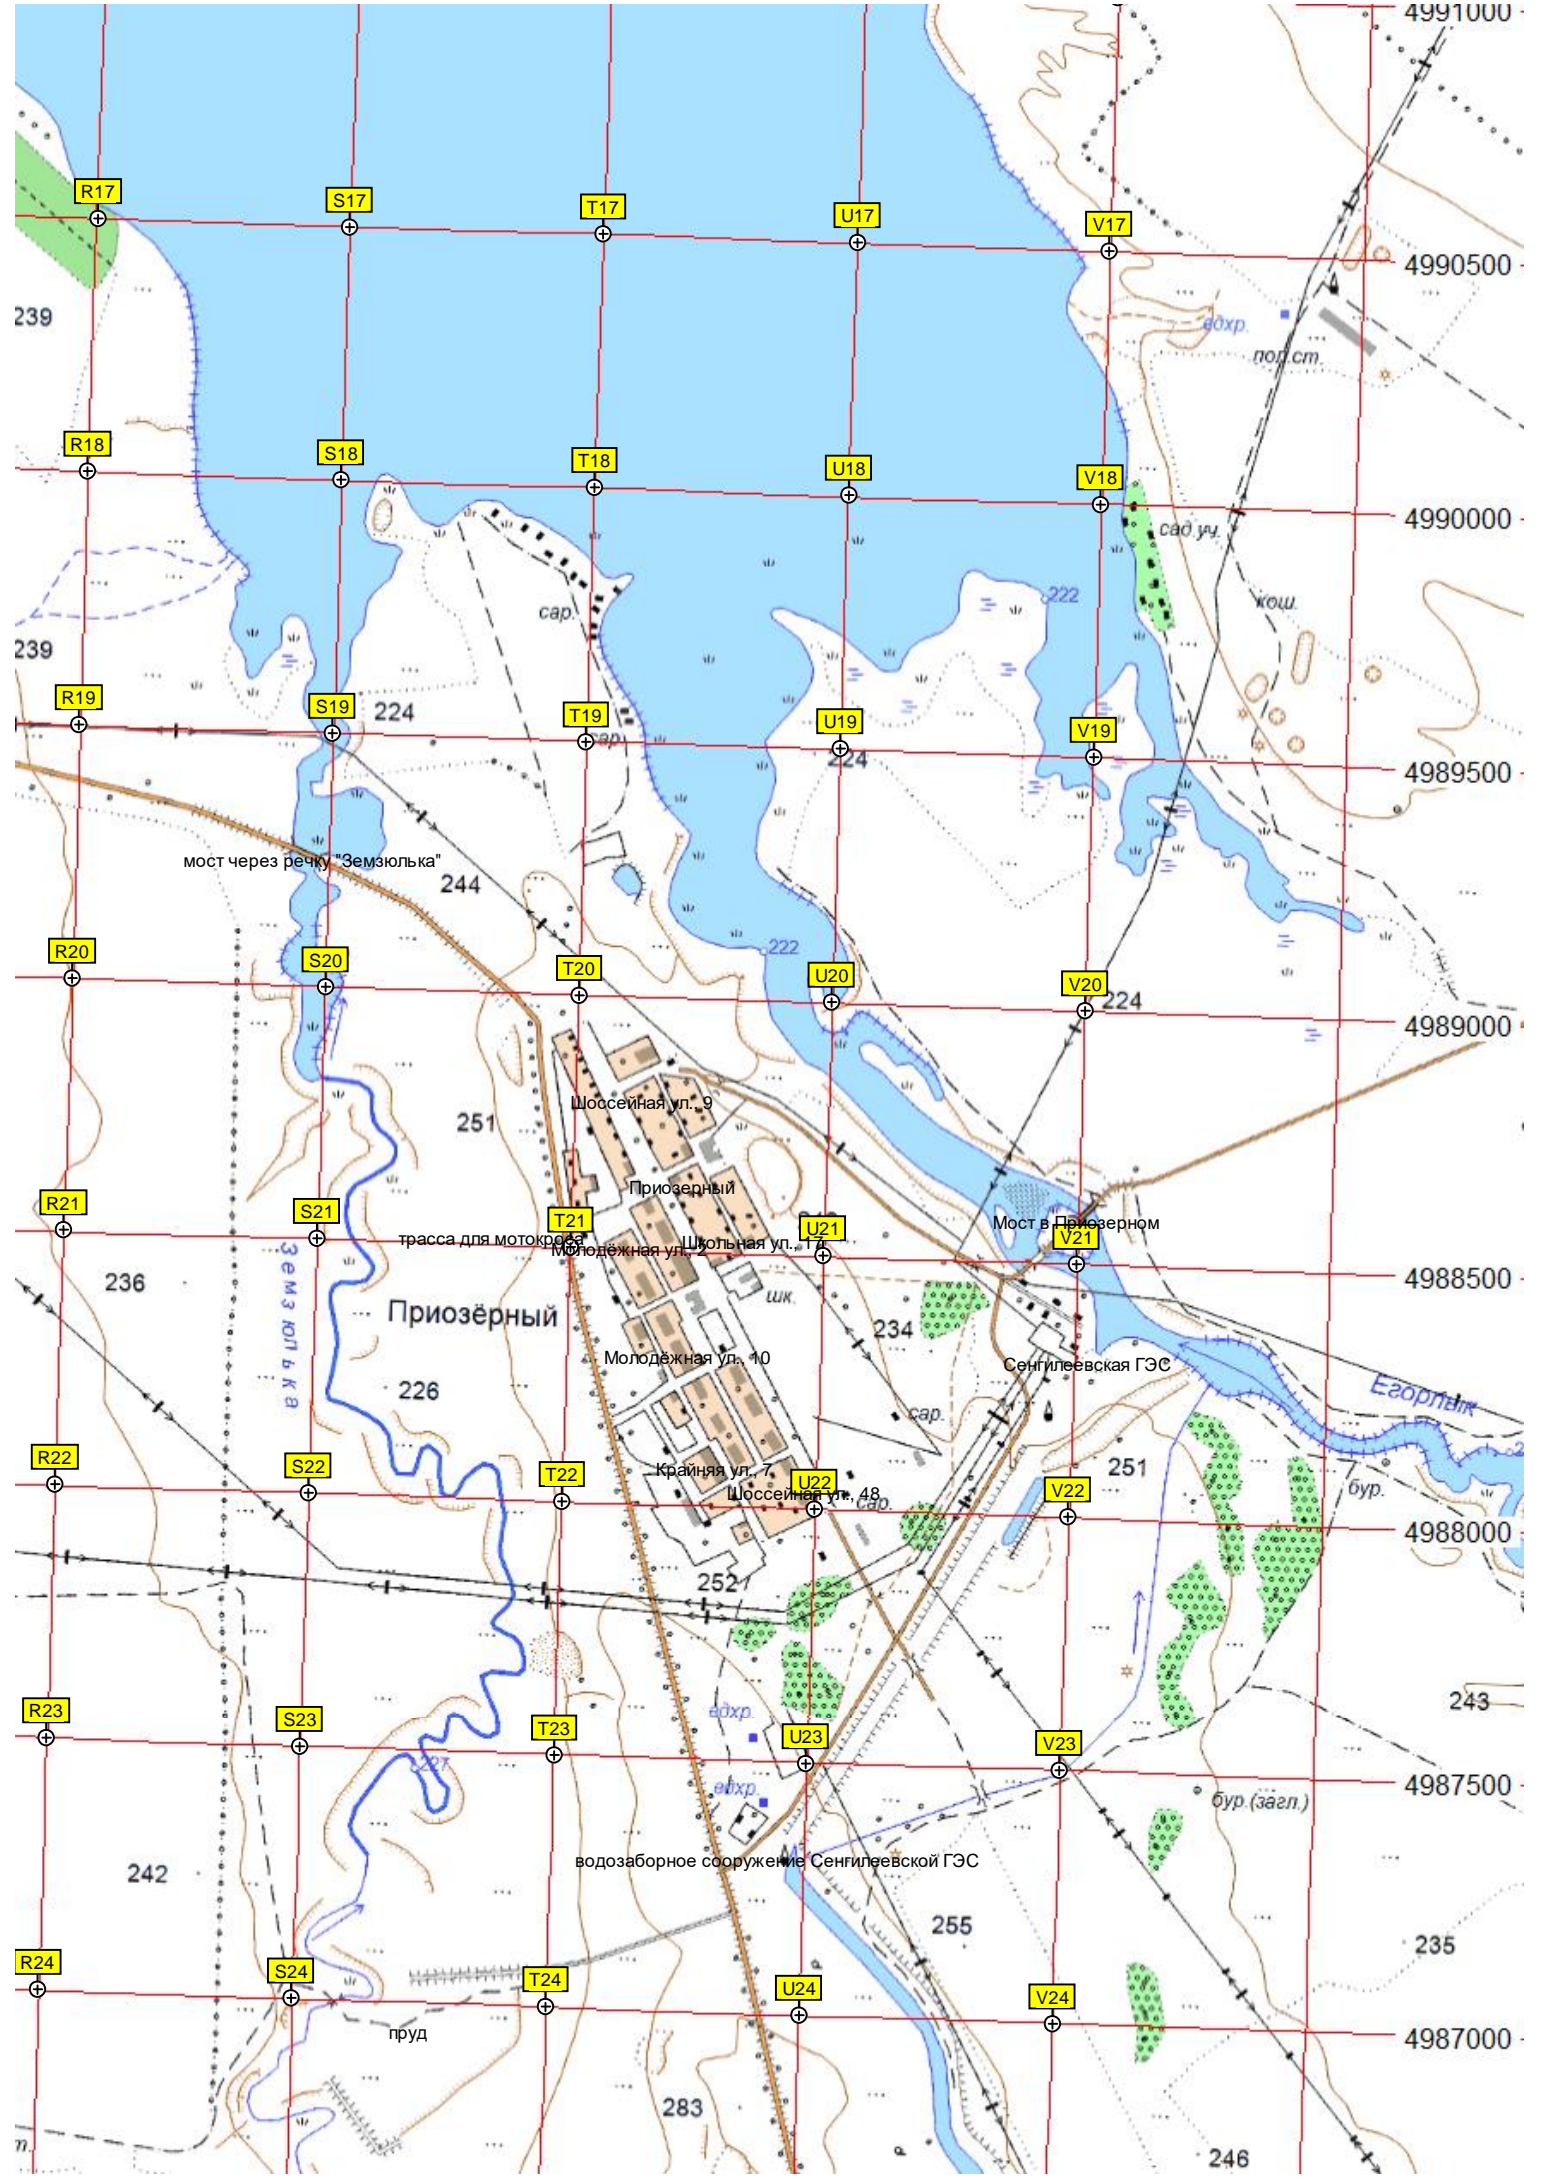 4991000
R17
S17
T17
U17
V17
4990500
239
вдхр.
пол.ст.
R18
S18
T18
U18
V18
4990000
сад.уч.
222
кош.
сар.
239
R19
S19
224
T19
сар.
U19
224
V19
4989500
мост через речку "Земзюлька"
244
222
R20
S20
T20
U20
V20
224
4989000
Шоссейная ул., 9
251
Приозерный
R21
S21
T21
U21
Мост в Приозерном
V21
трасса для мотокросса
Молодёжная ул., 2
Школьная ул., 17
4988500
236
Земзюлька
шк.
Приозёрный
234
Молодёжная ул., 10
Сенгилеевская ГЭС
226
Егорлык
сар.
R22
S22
T22
Крайняя ул., 7
U22
251
V22
Шоссейная ул., 48
сар.
бур.
4988000
252
R23
S23
T23
вдхр.
U23
V23
243
227
вдхр.
4987500
бур.(загл.)
водозаборное сооружение Сенгилеевской ГЭС
242
255
235
R24
S24
T24
U24
V24
пруд
4987000
283
246